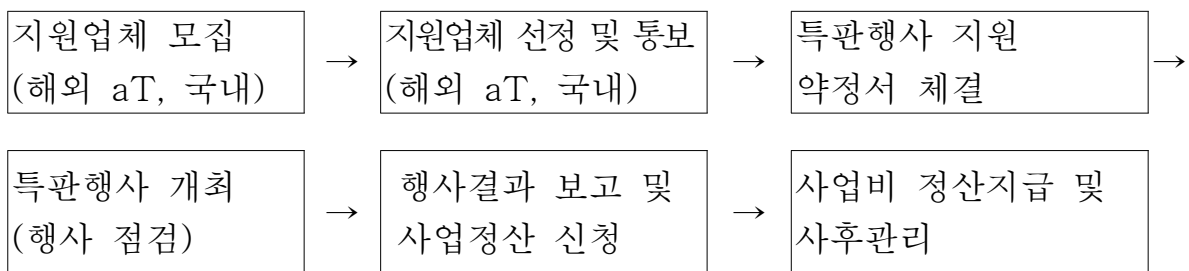 지원업체 모집
(해외 aT, 국내)
→
지원업체 선정 및 통보
(해외 aT, 국내)
→
특판행사 지원
약정서 체결
→
특판행사 개최
(행사 점검)
→
행사결과 보고 및
사업정산 신청
→
사업비 정산지급 및
사후관리